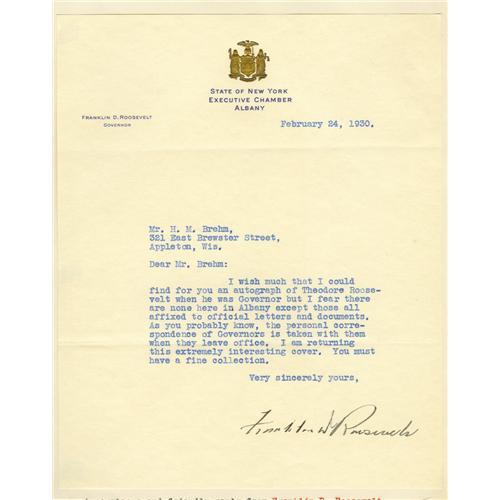 STATE OF NEW YORK
EXECUTIVE CHAMBER
ALBANY
FRANKLIN D. ROOSEVELT
GOVERNOR
February 24, 1930.
Mr. H. M. Brehm,
321 East Brewster Street,
Appleton, Wis.
Dear Mr. Brehm:
I wish much that I could
find for you an autograph of Theodore Roose-
velt when he was Governor but I fear there
are none here in Albany except those all
affixed to official letters and documents.
As you probably know, the personal corre-
spondence of Governors is taken with them
when they leave office. I am returning
this extremely interesting cover. You must
have a fine collection.
Very sincerely yours,
Franklin D Roosevelt